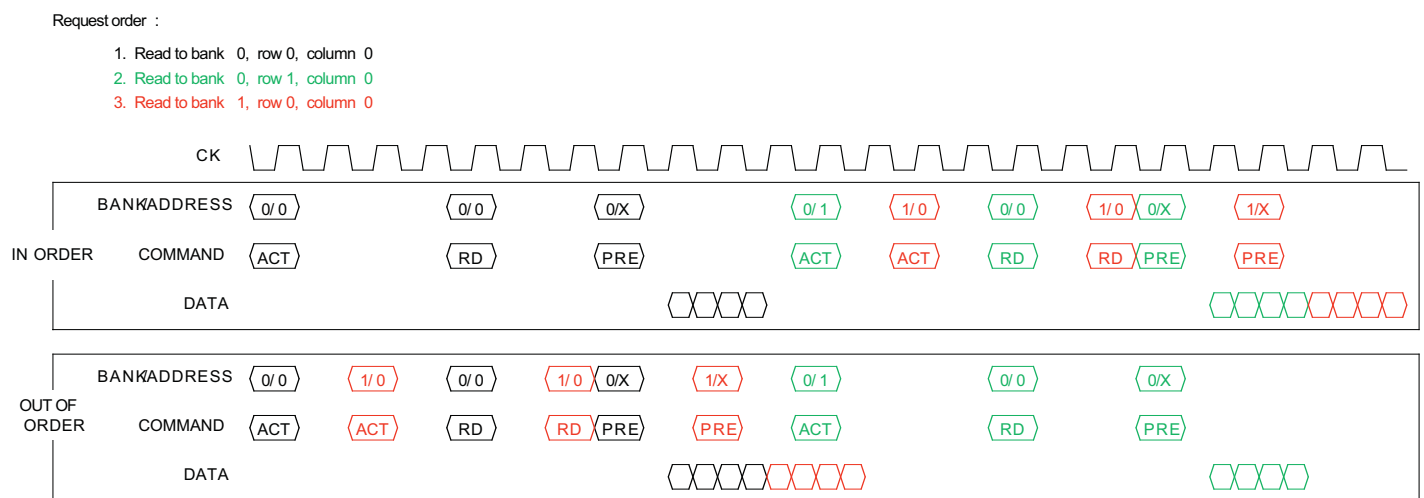 Request order :
1. Read to bank 0, row 0, column 0
2. Read to bank 0, row 1, column 0
3. Read to bank 1, row 0, column 0
CK
BANK/ADDRESS 0/ 0 0/ 0 0/X 0/ 1 1/ 0 0/ 0 1/ 0 0/X 1/X
IN ORDER COMMAND ACT RD PRE ACT ACT RD RD PRE PRE
DATA
BANK/ADDRESS 0/ 0 1/ 0 0/ 0 1/ 0 0/X 1/X 0/ 1 0/ 0 0/X
OUT OF
ORDER COMMAND ACT ACT RD RD PRE PRE ACT RD PRE
DATA